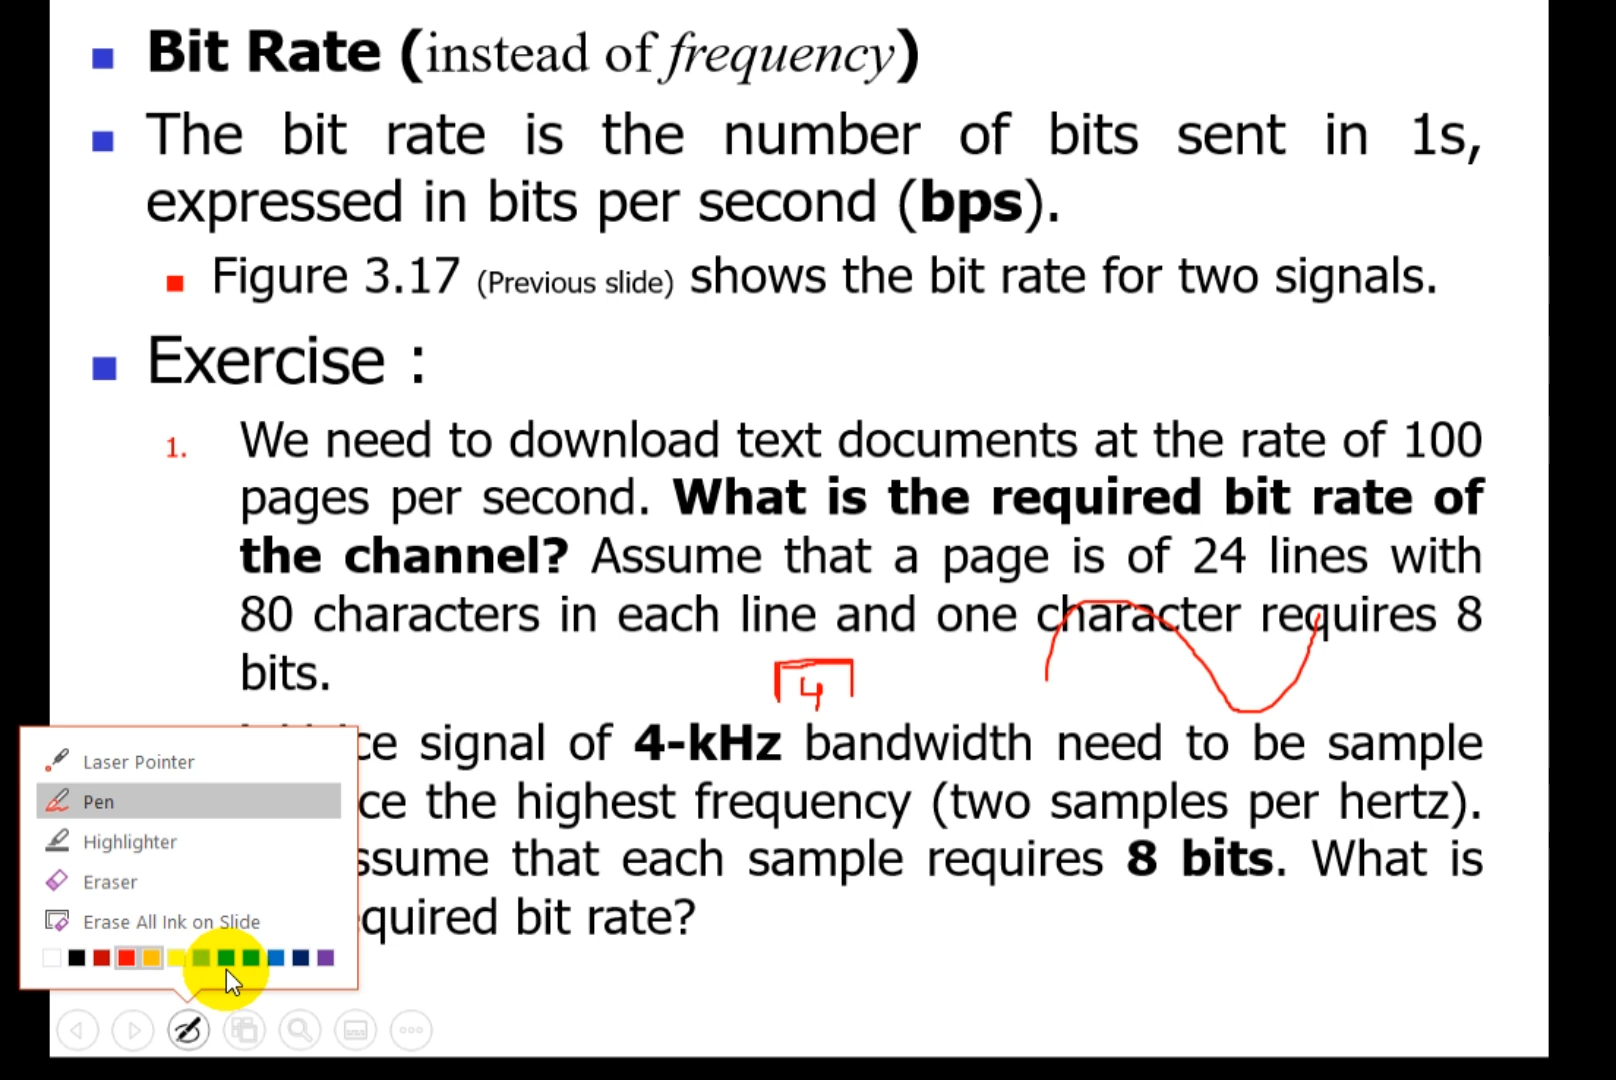 Bit Rate (instead of frequency)
The bit rate is the number of bits sent in 1s,
expressed in bits per second (bps).
Figure 3.17 (Previous slide) shows the bit rate for two signals.
Exercise :
1. We need to download text documents at the rate of 100
pages per second. What is the required bit rate of
the channel? Assume that a page is of 24 lines with
80 characters in each line and one character requires 8
bits.
4
signal of 4-kHz bandwidth need to be sample
the highest frequency (two samples per hertz).
that each sample requires 8 bits. What is
bit rate?
Laser Pointer
Pen
Highlighter
Eraser
Erase All Ink on Slide